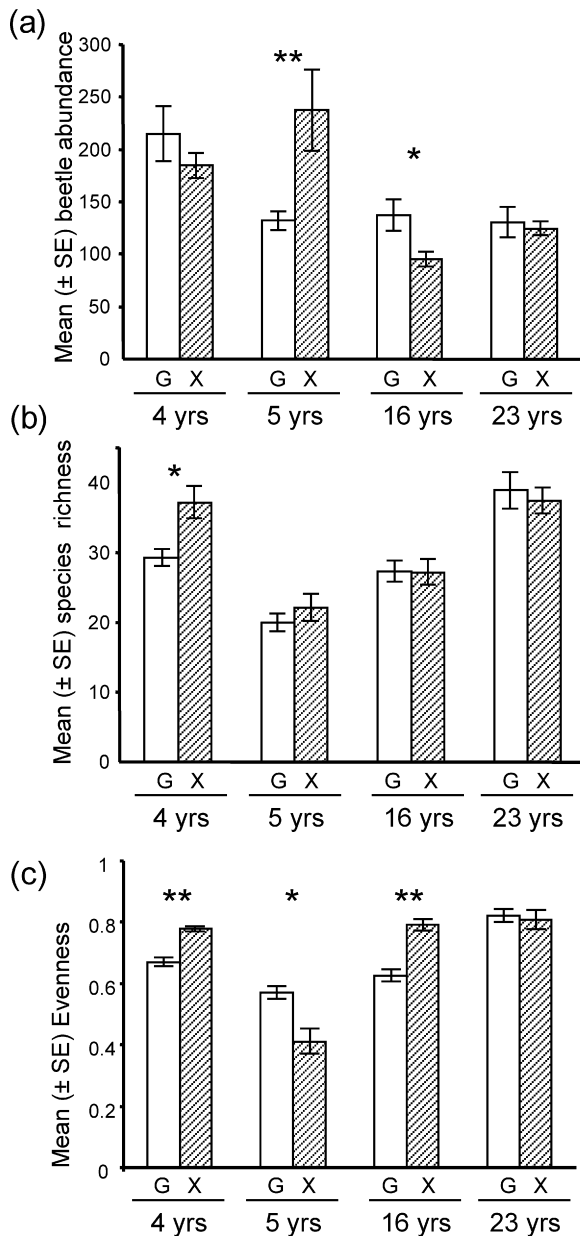 (a)
Mean (± SE) beetle abundance
300
250
200
150
100
50
0
**
*
G X G X G X G X
4 yrs 5 yrs 16 yrs 23 yrs
(b)
Mean (± SE) species richness
40
30
20
10
0
*
G X G X G X G X
4 yrs 5 yrs 16 yrs 23 yrs
(c)
Mean (± SE) Evenness
1
0.8
0.6
0.4
0.2
0
** * **
G X G X G X G X
4 yrs 5 yrs 16 yrs 23 yrs